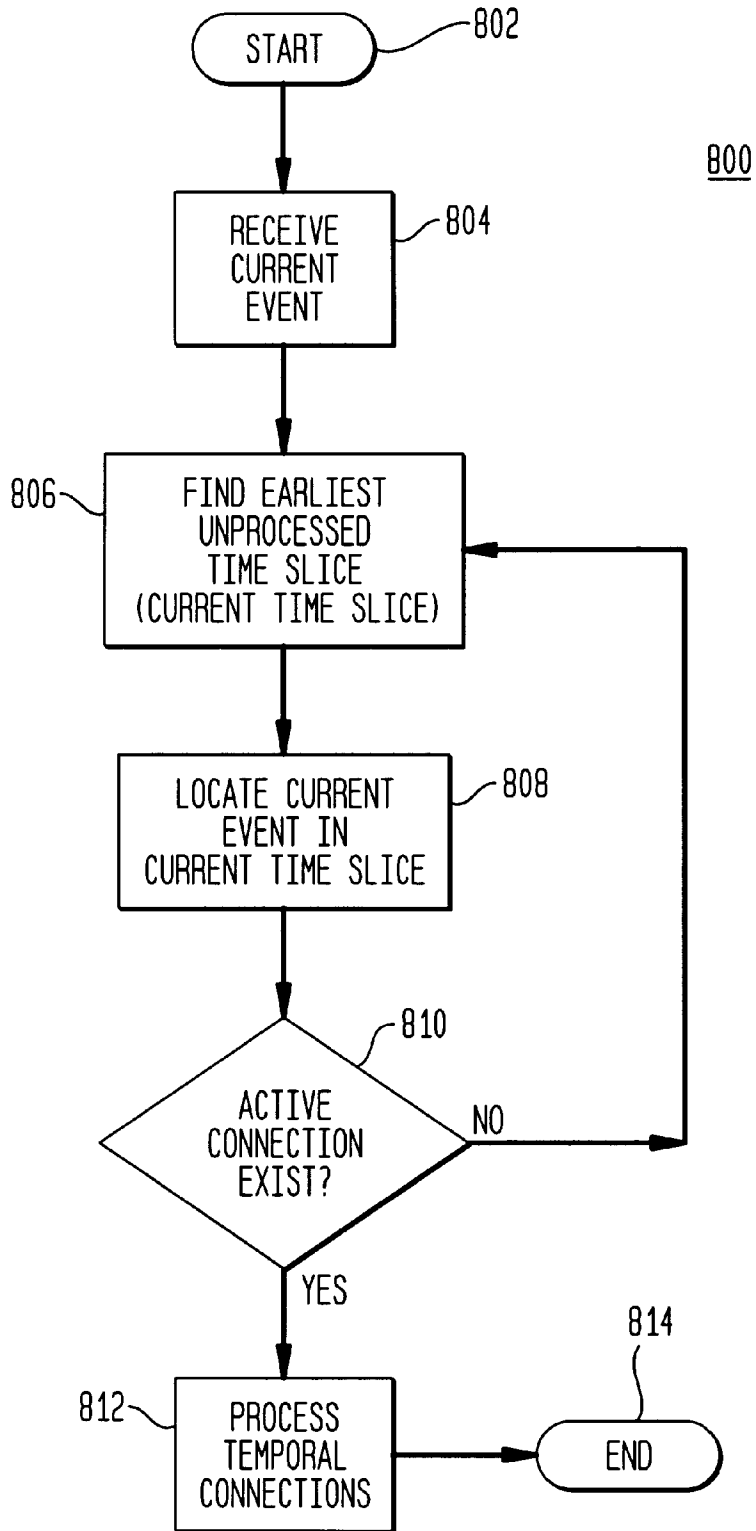 START
802
800
RECEIVE
CURRENT
EVENT
804
806
FIND EARLIEST
UNPROCESSED
TIME SLICE
(CURRENT TIME SLICE)
LOCATE CURRENT
EVENT IN
CURRENT TIME SLICE
808
810
ACTIVE
CONNECTION
EXIST?
NO
YES
812
PROCESS
TEMPORAL
CONNECTIONS
814
END